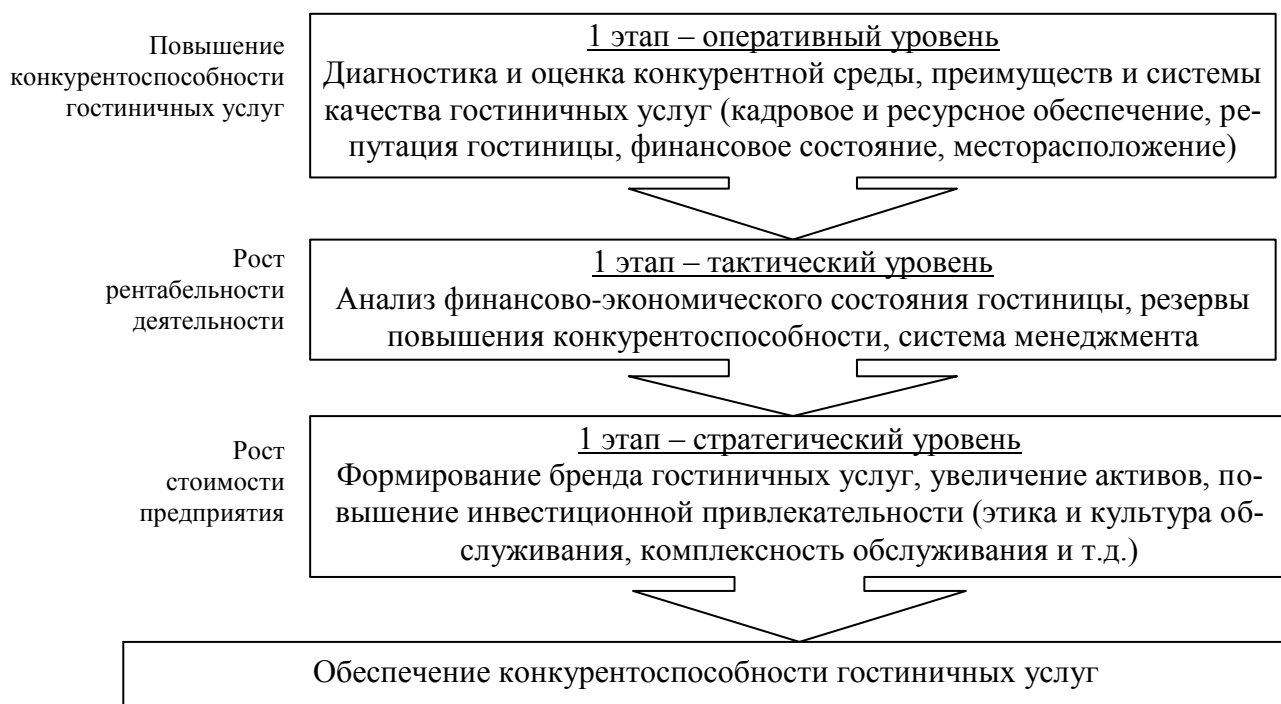 Повышение
конкурентоспособности
гостиничных услуг
1 этап – оперативный уровень
Диагностика и оценка конкурентной среды, преимуществ и системы
качества гостиничных услуг (кадровое и ресурсное обеспечение, ре-
путация гостиницы, финансовое состояние, месторасположение)
Рост
рентабельности
деятельности
1 этап – тактический уровень
Анализ финансово-экономического состояния гостиницы, резервы
повышения конкурентоспособности, система менеджмента
Рост
стоимости
предприятия
1 этап – стратегический уровень
Формирование бренда гостиничных услуг, увеличение активов, по-
вышение инвестиционной привлекательности (этика и культура об-
служивания, комплексность обслуживания и т.д.)
Обеспечение конкурентоспособности гостиничных услуг